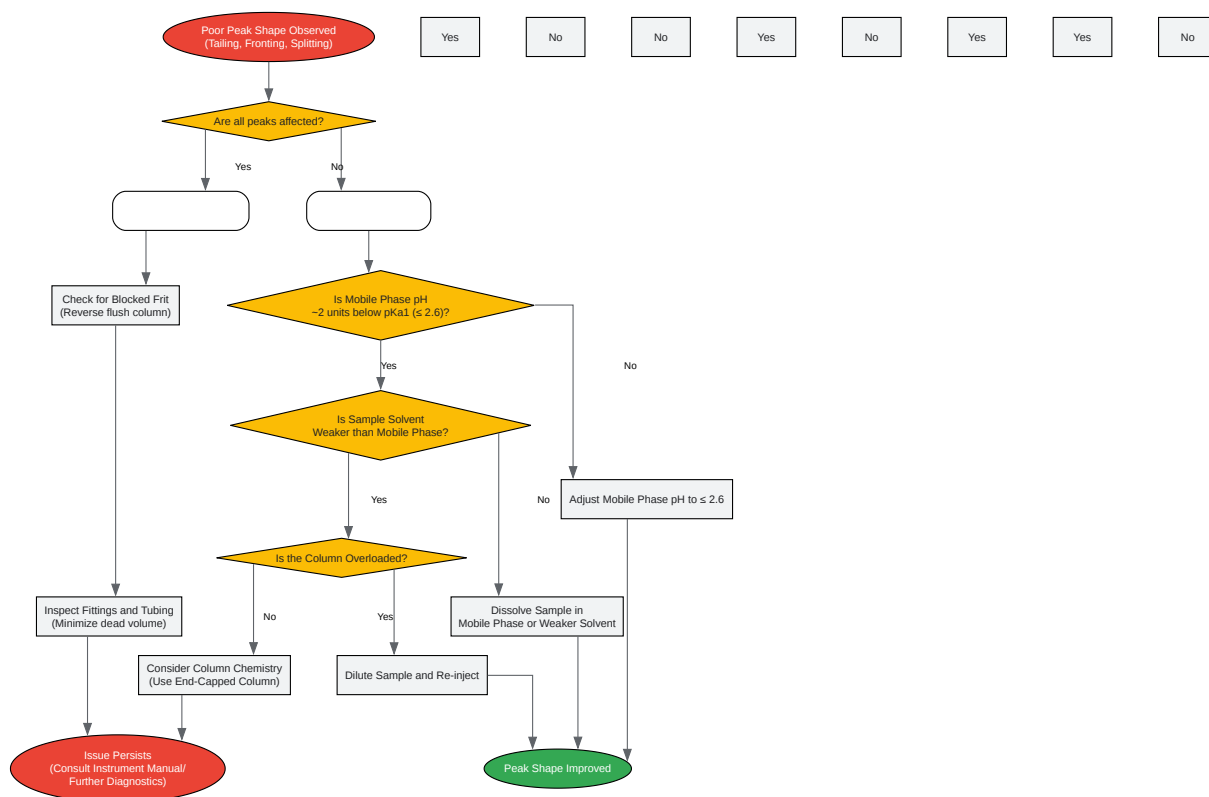 Poor Peak Shape Observed
(Tailing, Fronting, Splitting)
Yes
No
No
Yes
No
Yes
Yes
No
Are all peaks affected?
Yes
No
Check for Blocked Frit
(Reverse flush column)
Is Mobile Phase pH
~2 units below pKa1 (≤ 2.6)?
Yes
No
Is Sample Solvent
Weaker than Mobile Phase?
Yes
No
Adjust Mobile Phase pH to ≤ 2.6
Is the Column Overloaded?
No
Yes
Inspect Fittings and Tubing
(Minimize dead volume)
Dissolve Sample in
Mobile Phase or Weaker Solvent
Consider Column Chemistry
(Use End-Capped Column)
Dilute Sample and Re-inject
Issue Persists
(Consult Instrument Manual/
Further Diagnostics)
Peak Shape Improved